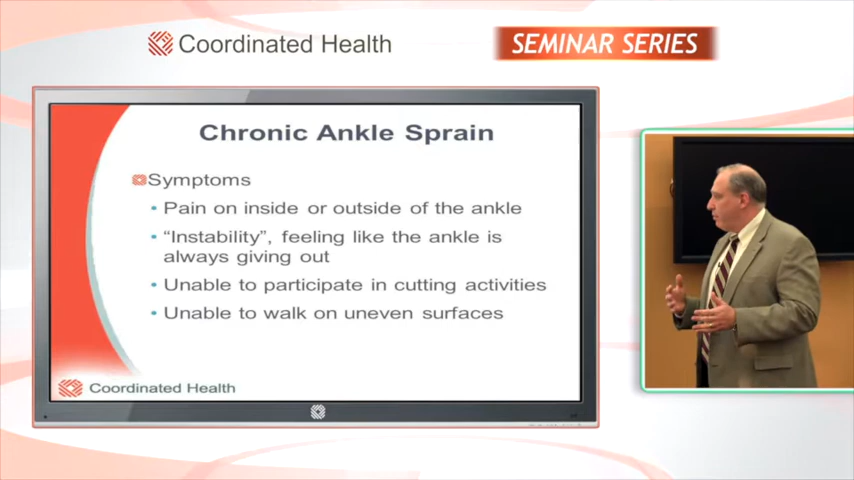 Coordinated Health
SEMINAR SERIES
Chronic Ankle Sprain
Symptoms
• Pain on inside or outside of the ankle
• “Instability”, feeling like the ankle is
always giving out
• Unable to participate in cutting activities
• Unable to walk on uneven surfaces
Coordinated Health